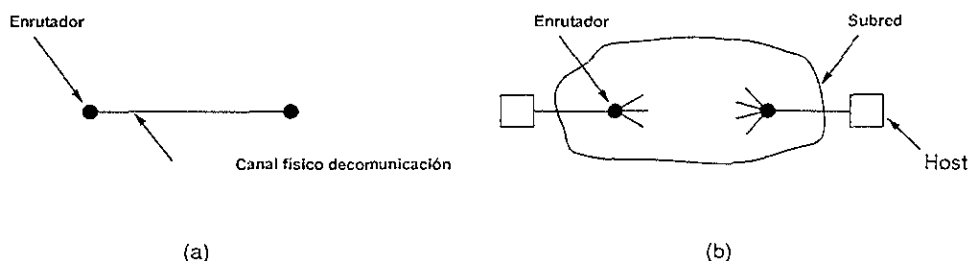 Enrutador
Enrutador
Subred
Canal físico decomunicación
Host
(a)
(b)